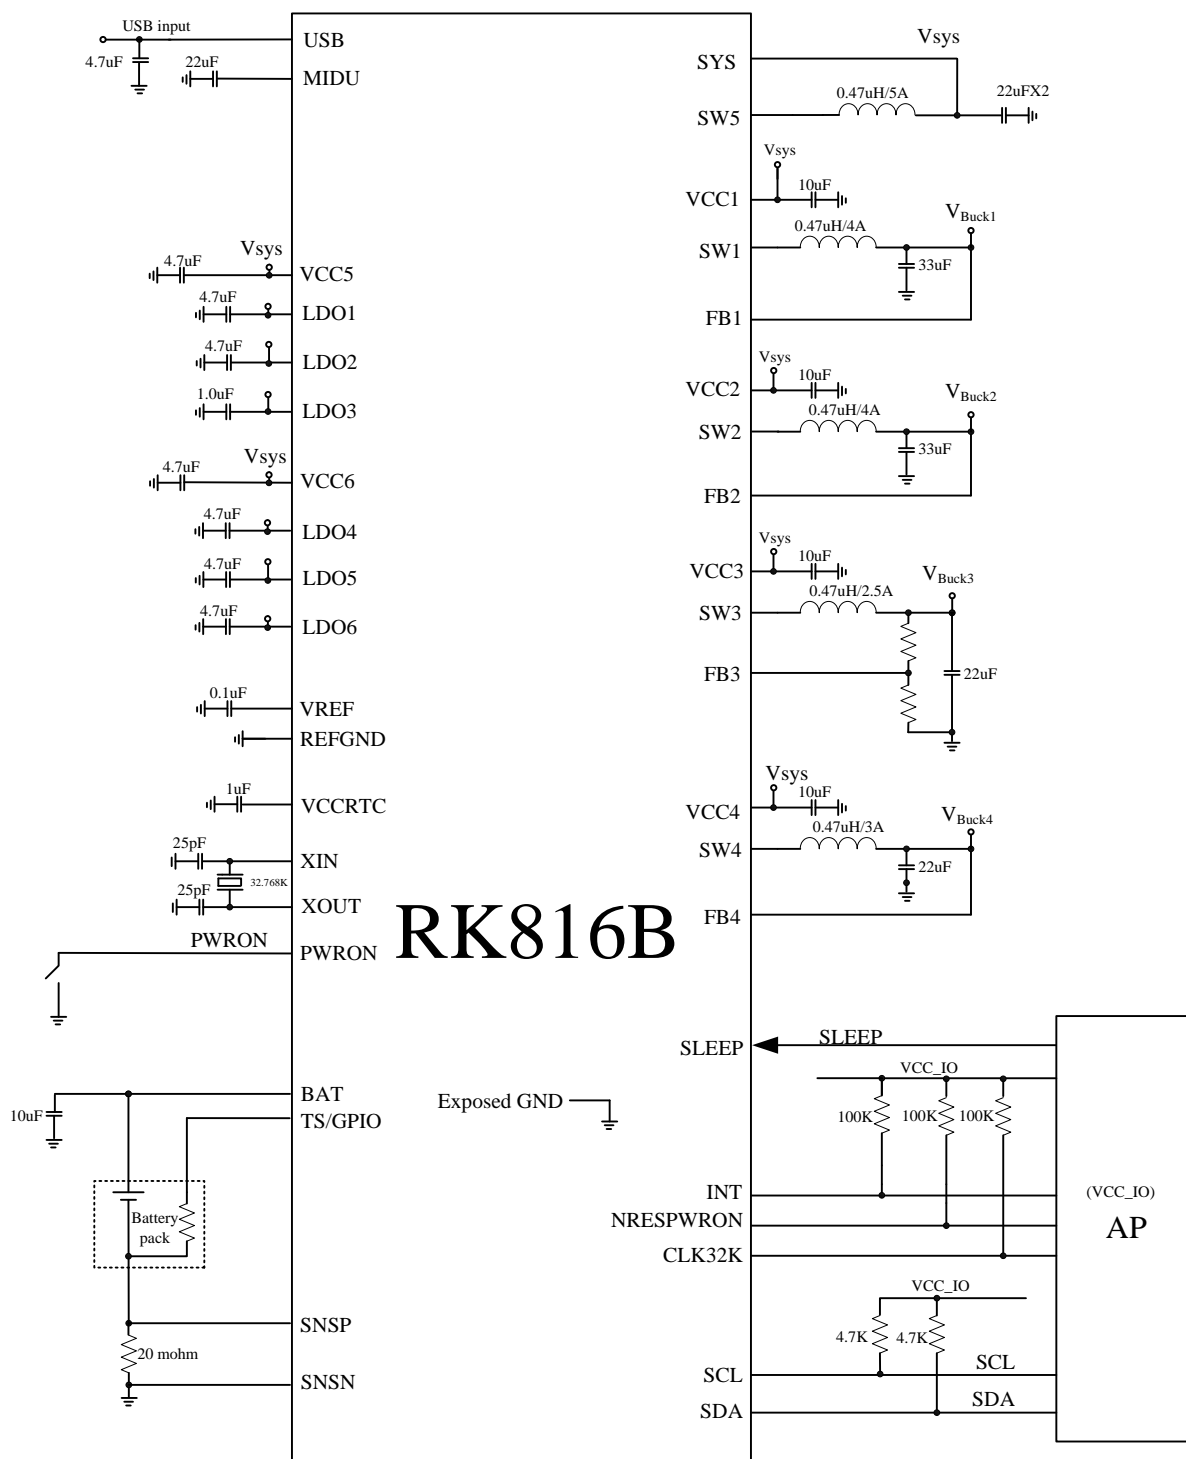 USB input
USB
4.7uF
22uF
MIDU
Vsys
SYS
0.47uH/5A
22uFX2
SW5
Vsys
10uF
VCC1
VBuck1
0.47uH/4A
SW1
33uF
FB1
Vsys
4.7uF
VCC5
4.7uF
LDO1
4.7uF
LDO2
1.0uF
LDO3
Vsys
10uF
VCC2
VBuck2
0.47uH/4A
SW2
33uF
FB2
Vsys
4.7uF
VCC6
4.7uF
LDO4
4.7uF
LDO5
4.7uF
LDO6
Vsys
10uF
VCC3
VBuck3
0.47uH/2.5A
SW3
FB3
22uF
0.1uF
VREF
REFGND
1uF
VCCRTC
Vsys
10uF
VCC4
VBuck4
0.47uH/3A
SW4
22uF
FB4
25pF
XIN
32.768K
25pF
XOUT
RK816B
PWRON
PWRON
SLEEP
SLEEP
VCC_IO
100K
100K
100K
BAT
10uF
TS/GPIO
Exposed GND
Battery
pack
INT
NRESPWRON
CLK32K
(VCC_IO)
AP
VCC_IO
4.7K
4.7K
SNSP
20 mohm
SNSN
SCL
SCL
SDA
SDA